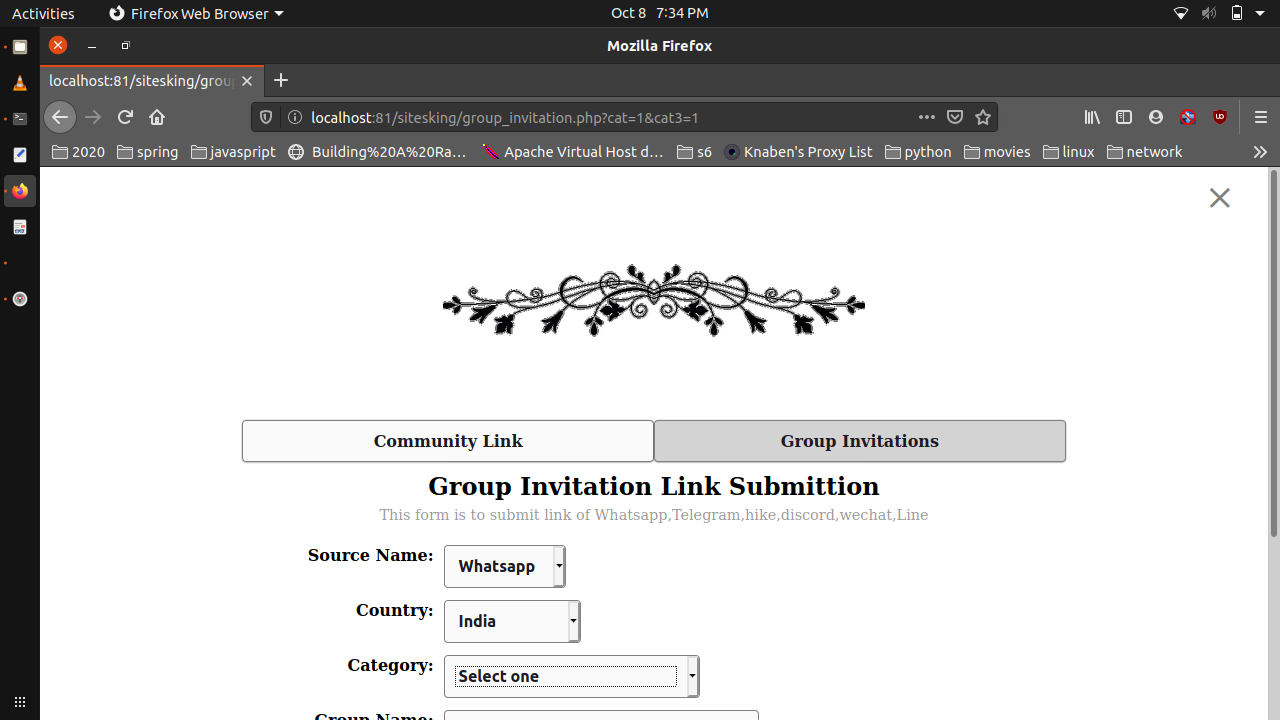 Activities Firefox Web Browser Oct 8 7:34 PM
Mozilla Firefox
localhost:81/sitesking/grou
localhost:81/sitesking/group_invitation.php?cat=1&cat3=1
2020 spring javascript Building%20A%20Ra… Apache Virtual Host d… s6 Knaben's Proxy List python movies linux network
Community Link Group Invitations
Group Invitation Link Submittion
This form is to submit link of Whatsapp,Telegram,hike,discord,wechat,Line
Source Name: Whatsapp
Country: India
Category: Select one
Group Name: